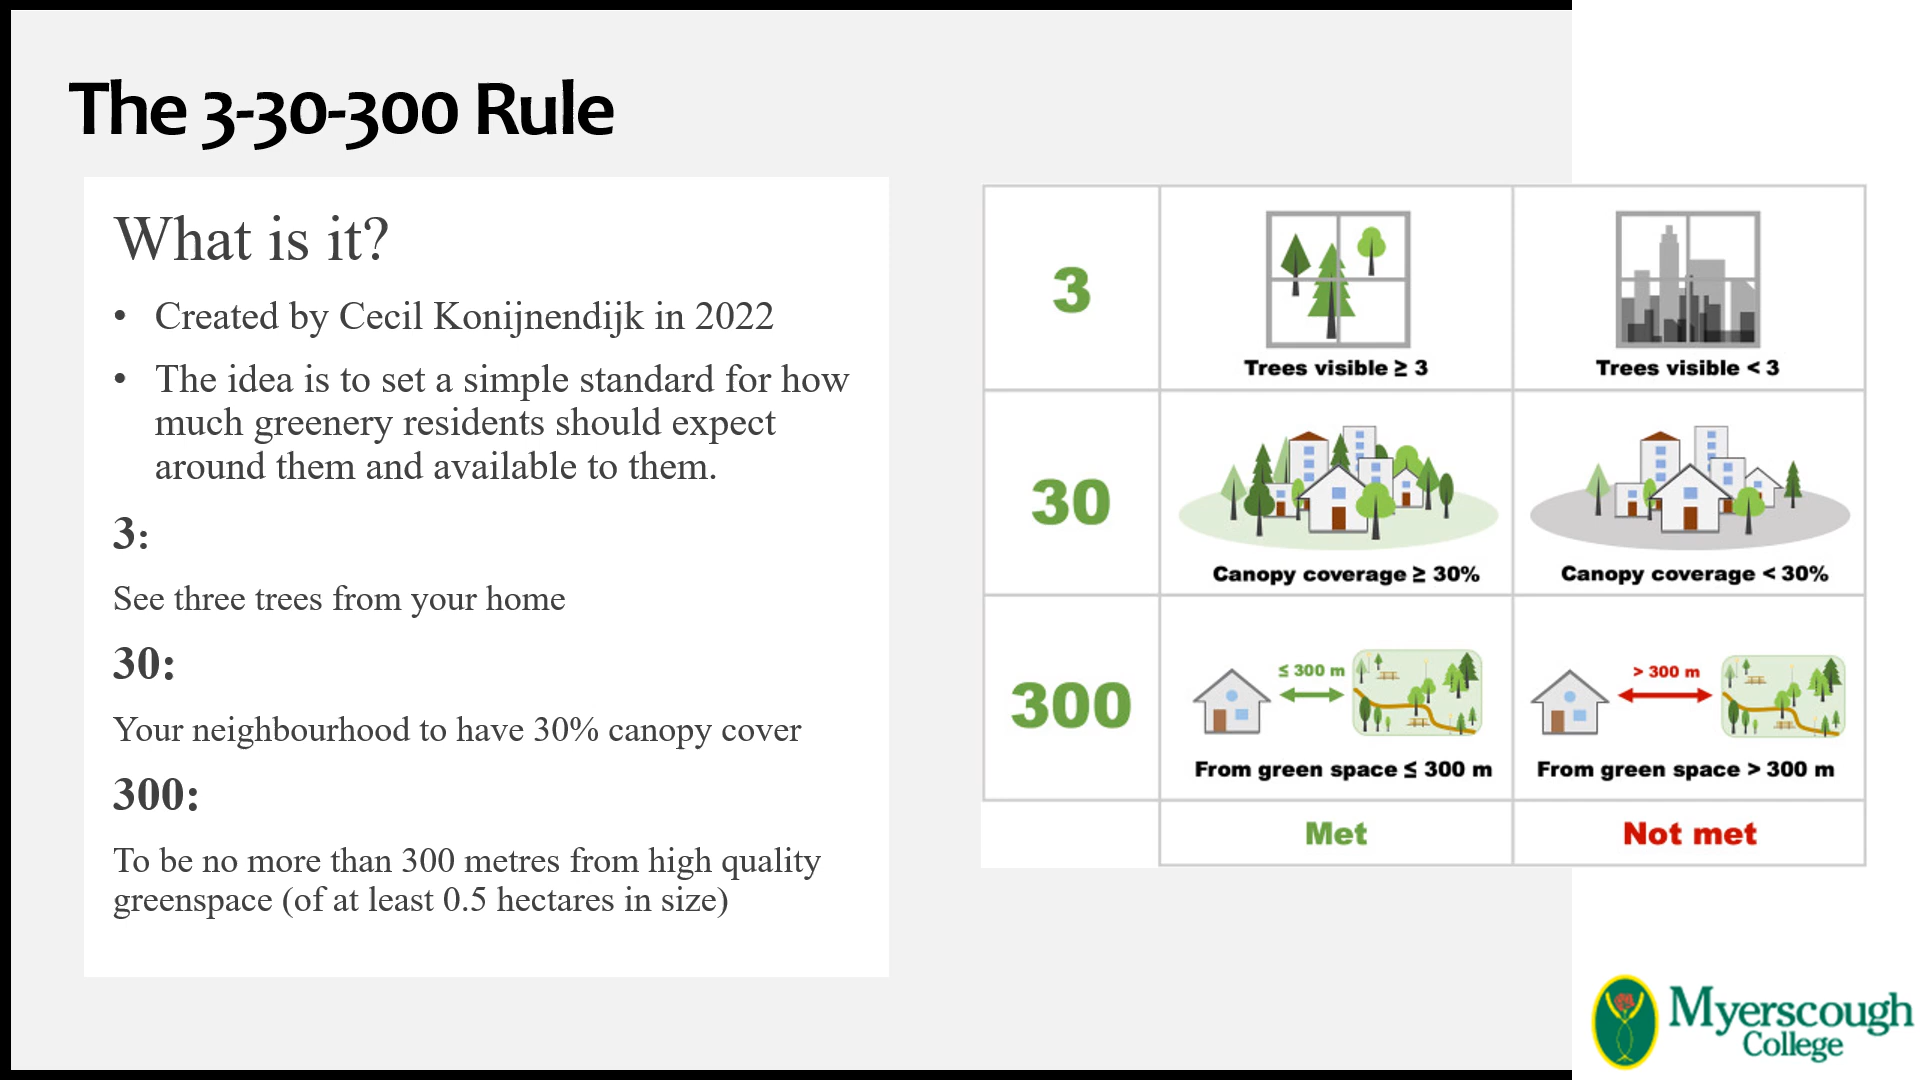 The 3-30-300 Rule
What is it?
• Created by Cecil Konijnendijk in 2022
• The idea is to set a simple standard for how
much greenery residents should expect
around them and available to them.
3:
See three trees from your home
30:
Your neighbourhood to have 30% canopy cover
300:
To be no more than 300 metres from high quality
greenspace (of at least 0.5 hectares in size)
3
Trees visible ≥ 3
Trees visible < 3
30
Canopy coverage ≥ 30%
Canopy coverage < 30%
300
≤ 300 m
From green space ≤ 300 m
> 300 m
From green space > 300 m
Met
Not met
Myerscough
College